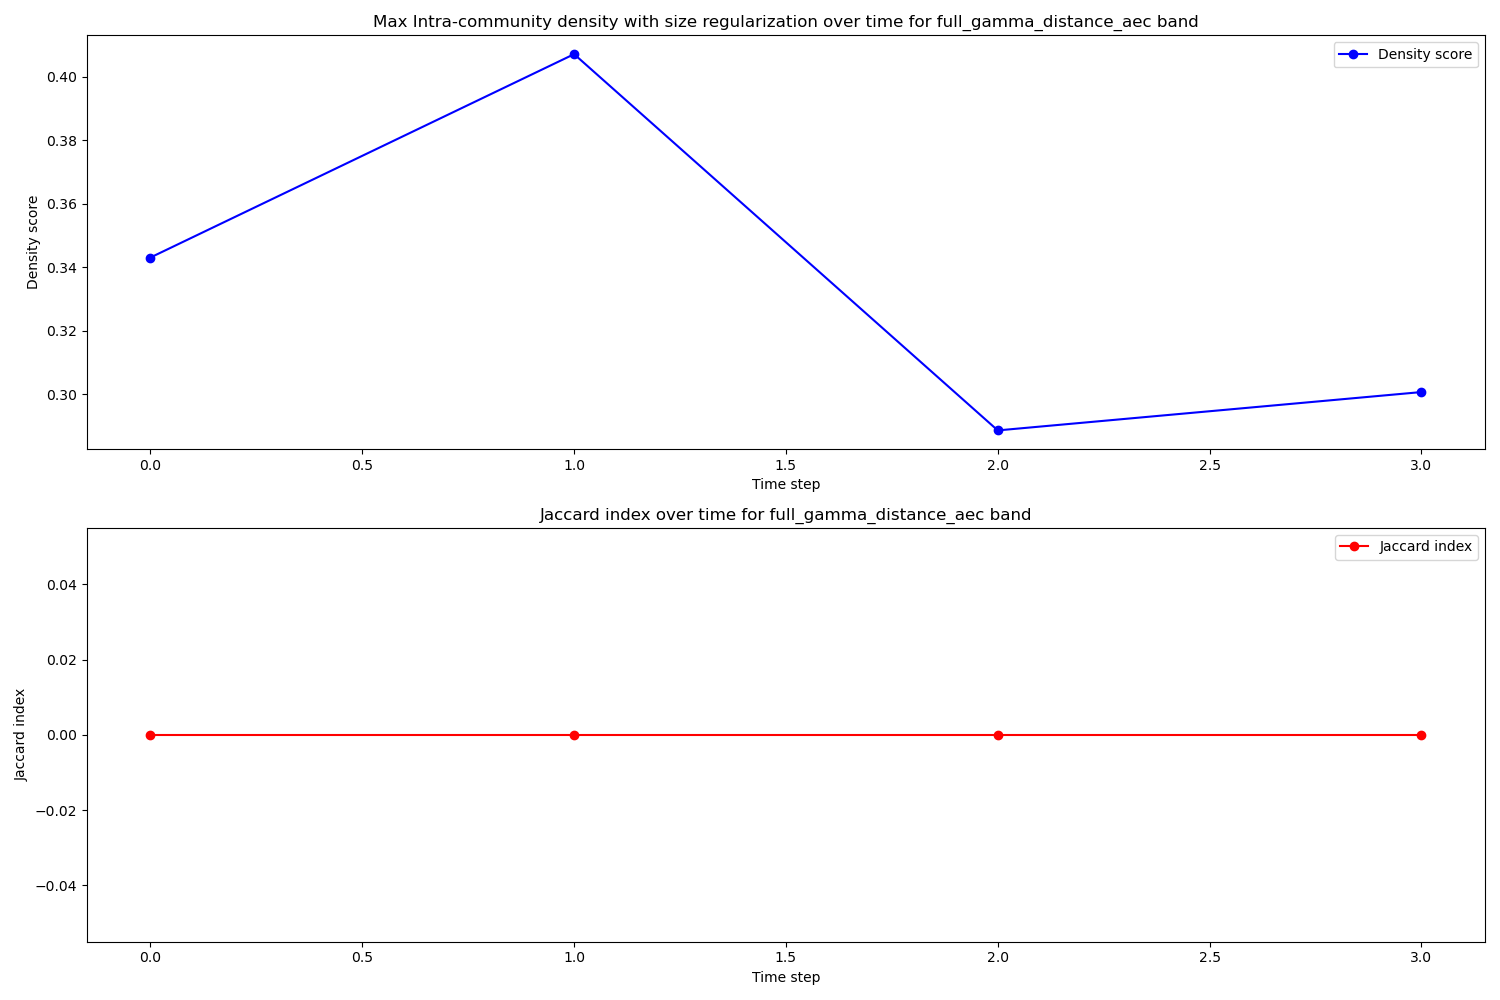 Max Intra-community density with size regularization over time for full_gamma_distance_aec band
Density score
0.40
0.38
0.36
0.34
0.32
0.30
Density score
0.0 0.5 1.0 1.5 2.0 2.5 3.0
Time step
Jaccard index over time for full_gamma_distance_aec band
Jaccard index
0.04
0.02
0.00
−0.02
−0.04
Jaccard index
0.0 0.5 1.0 1.5 2.0 2.5 3.0
Time step